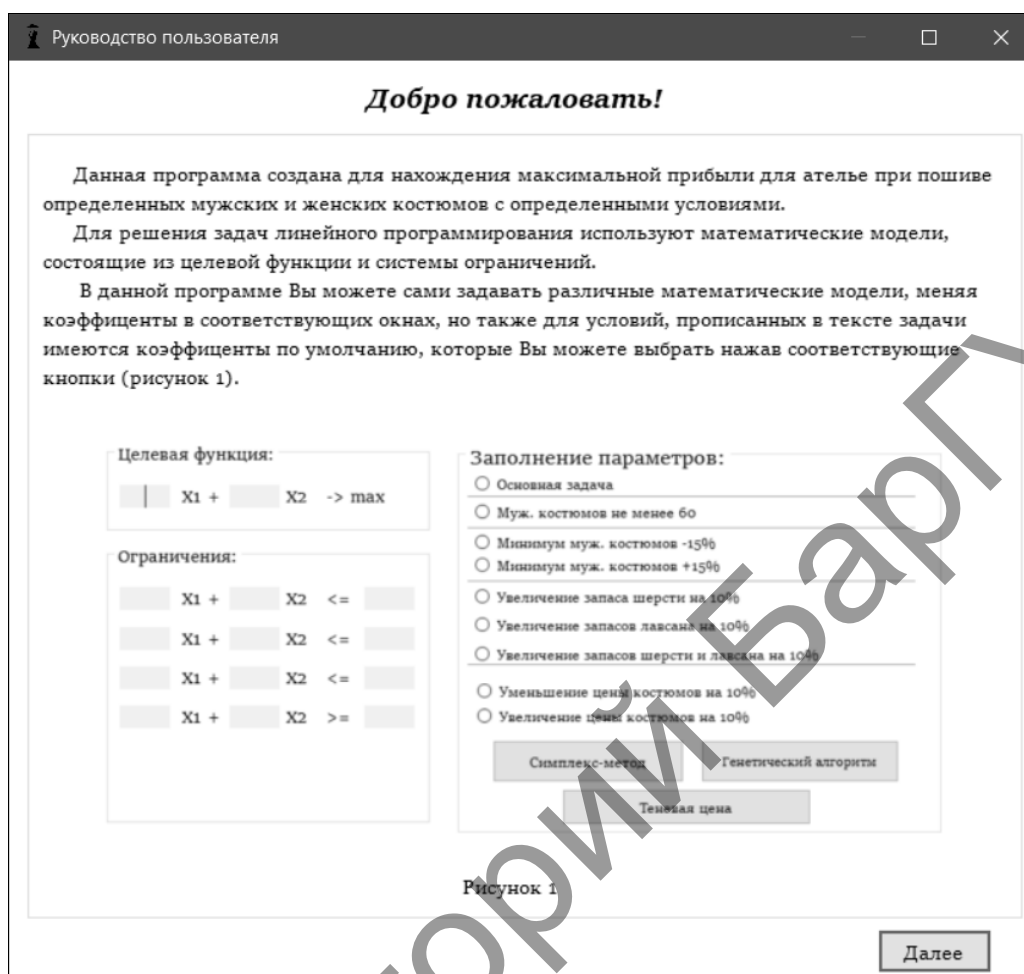 Руководство пользователя
Добро пожаловать!
Данная программа создана для нахождения максимальной прибыли для ателье при пошиве
определенных мужских и женских костюмов с определенными условиями.
Для решения задач линейного программирования используют математические модели,
состоящие из целевой функции и системы ограничений.
В данной программе Вы можете сами задавать различные математические модели, меняя
коэффиценты в соответствующих окнах, но также для условий, прописанных в тексте задачи
имеются коэффиценты по умолчанию, которые Вы можете выбрать нажав соответствующие
кнопки (рисунок 1).
Целевая функция:
X1 + X2 -> max
Ограничения:
X1 + X2 <=
X1 + X2 <=
X1 + X2 <=
X1 + X2 >=
Заполнение параметров:
Основная задача
Муж. костюмов не менее 60
Минимум муж. костюмов -15%
Минимум муж. костюмов +15%
Увеличение запаса шерсти на 10%
Увеличение запасов лавсана на 10%
Увеличение запасов шерсти и лавсана на 10%
Уменьшение цены костюмов на 10%
Увеличение цены костюмов на 10%
Симплекс-метод
Генетический алгоритм
Теневая цена
Рисунок 1
Далее